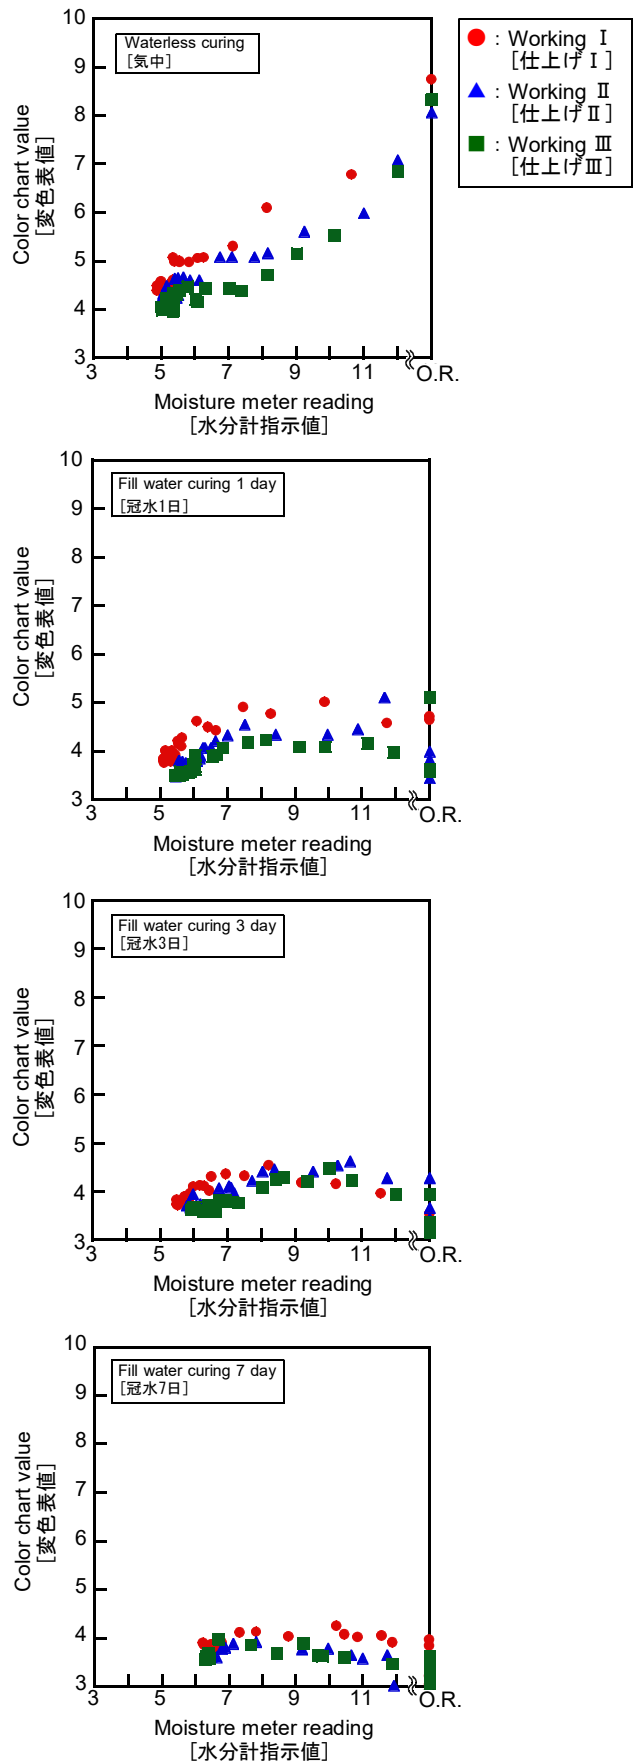 Waterless curing
[気中]
10
9
8
7
6
5
4
3
Color chart value
[変色表値]
3
5
7
9
11
O.R.
Moisture meter reading
[水分計指示値]
: Working Ⅰ
[仕上げⅠ]
: Working Ⅱ
[仕上げⅡ]
: Working Ⅲ
[仕上げⅢ]
Fill water curing 1 day
[冠水1日]
10
9
8
7
6
5
4
3
Color chart value
[変色表値]
3
5
7
9
11
O.R.
Moisture meter reading
[水分計指示値]
Fill water curing 3 day
[冠水3日]
10
9
8
7
6
5
4
3
Color chart value
[変色表値]
3
5
7
9
11
O.R.
Moisture meter reading
[水分計指示値]
Fill water curing 7 day
[冠水7日]
10
9
8
7
6
5
4
3
Color chart value
[変色表値]
3
5
7
9
11
O.R.
Moisture meter reading
[水分計指示値]